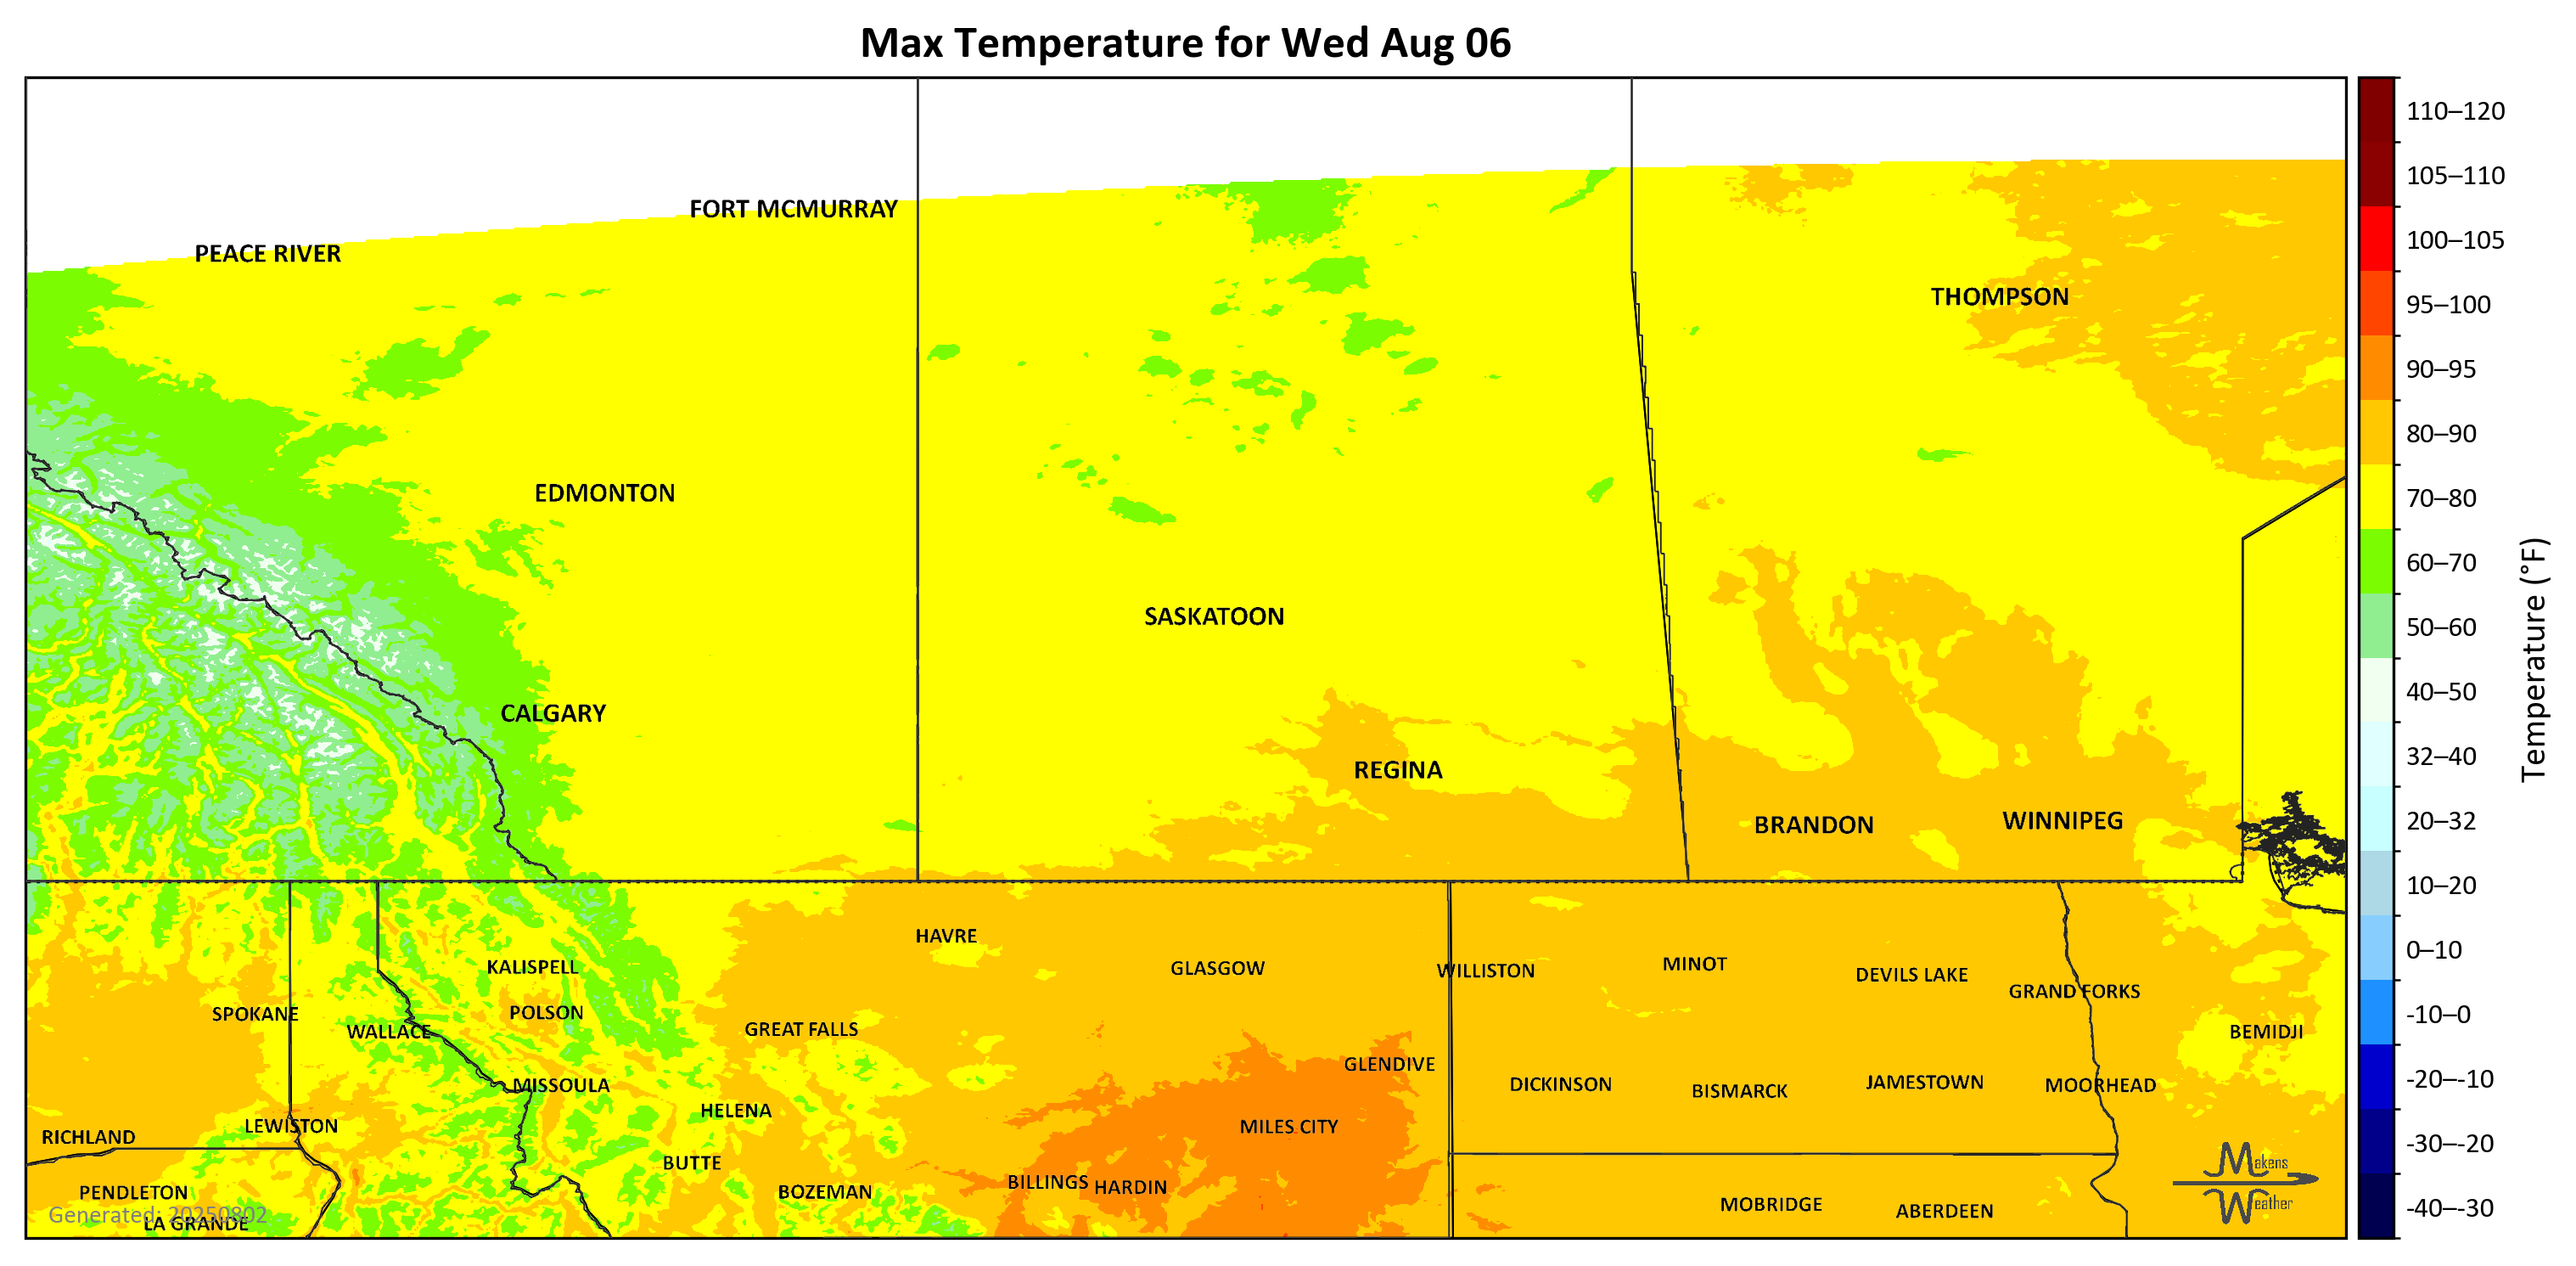 Max Temperature for Wed Aug 06
110–120
105–110
100–105
95–100
90–95
80–90
70–80
60–70
50–60
40–50
32–40
20–32
10–20
0–10
-10–0
-20–-10
-30–-20
-40–-30
Temperature (°F)
FORT MCMURRAY
PEACE RIVER
THOMPSON
EDMONTON
SASKATOON
CALGARY
REGINA
BRANDON
WINNIPEG
HAVRE
KALISPELL
GLASGOW
WILLISTON
MINOT
DEVILS LAKE
GRAND FORKS
SPOKANE
POLSON
WALLACE
GREAT FALLS
BEMIDJI
GLENDIVE
MISSOULA
DICKINSON
BISMARCK
JAMESTOWN
MOORHEAD
HELENA
LEWISTON
MILES CITY
RICHLAND
BUTTE
BILLINGS
HARDIN
PENDLETON
BOZEMAN
MOBRIDGE
ABERDEEN
Generated: 20250802
LA GRANDE
Makens
Weather